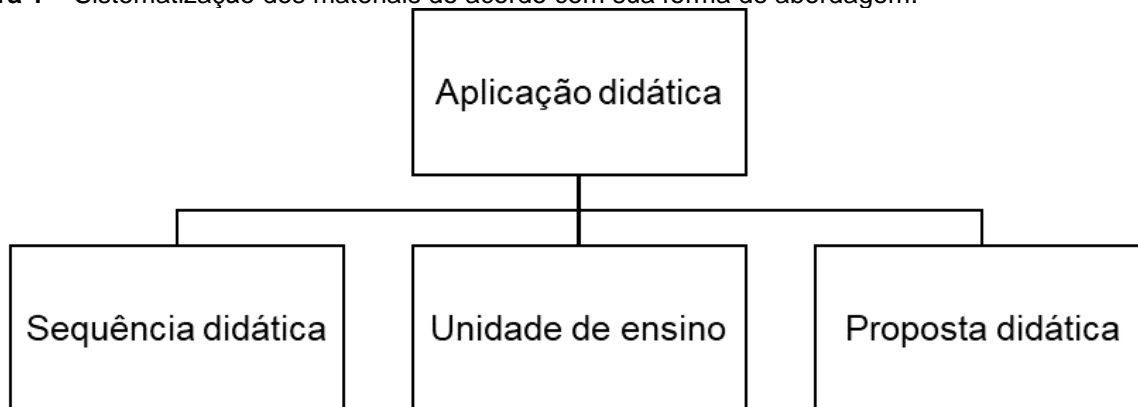 Sistematização dos materiais de acordo com sua forma de abordagem.
Aplicação didática
Sequência didática
Unidade de ensino
Proposta didática